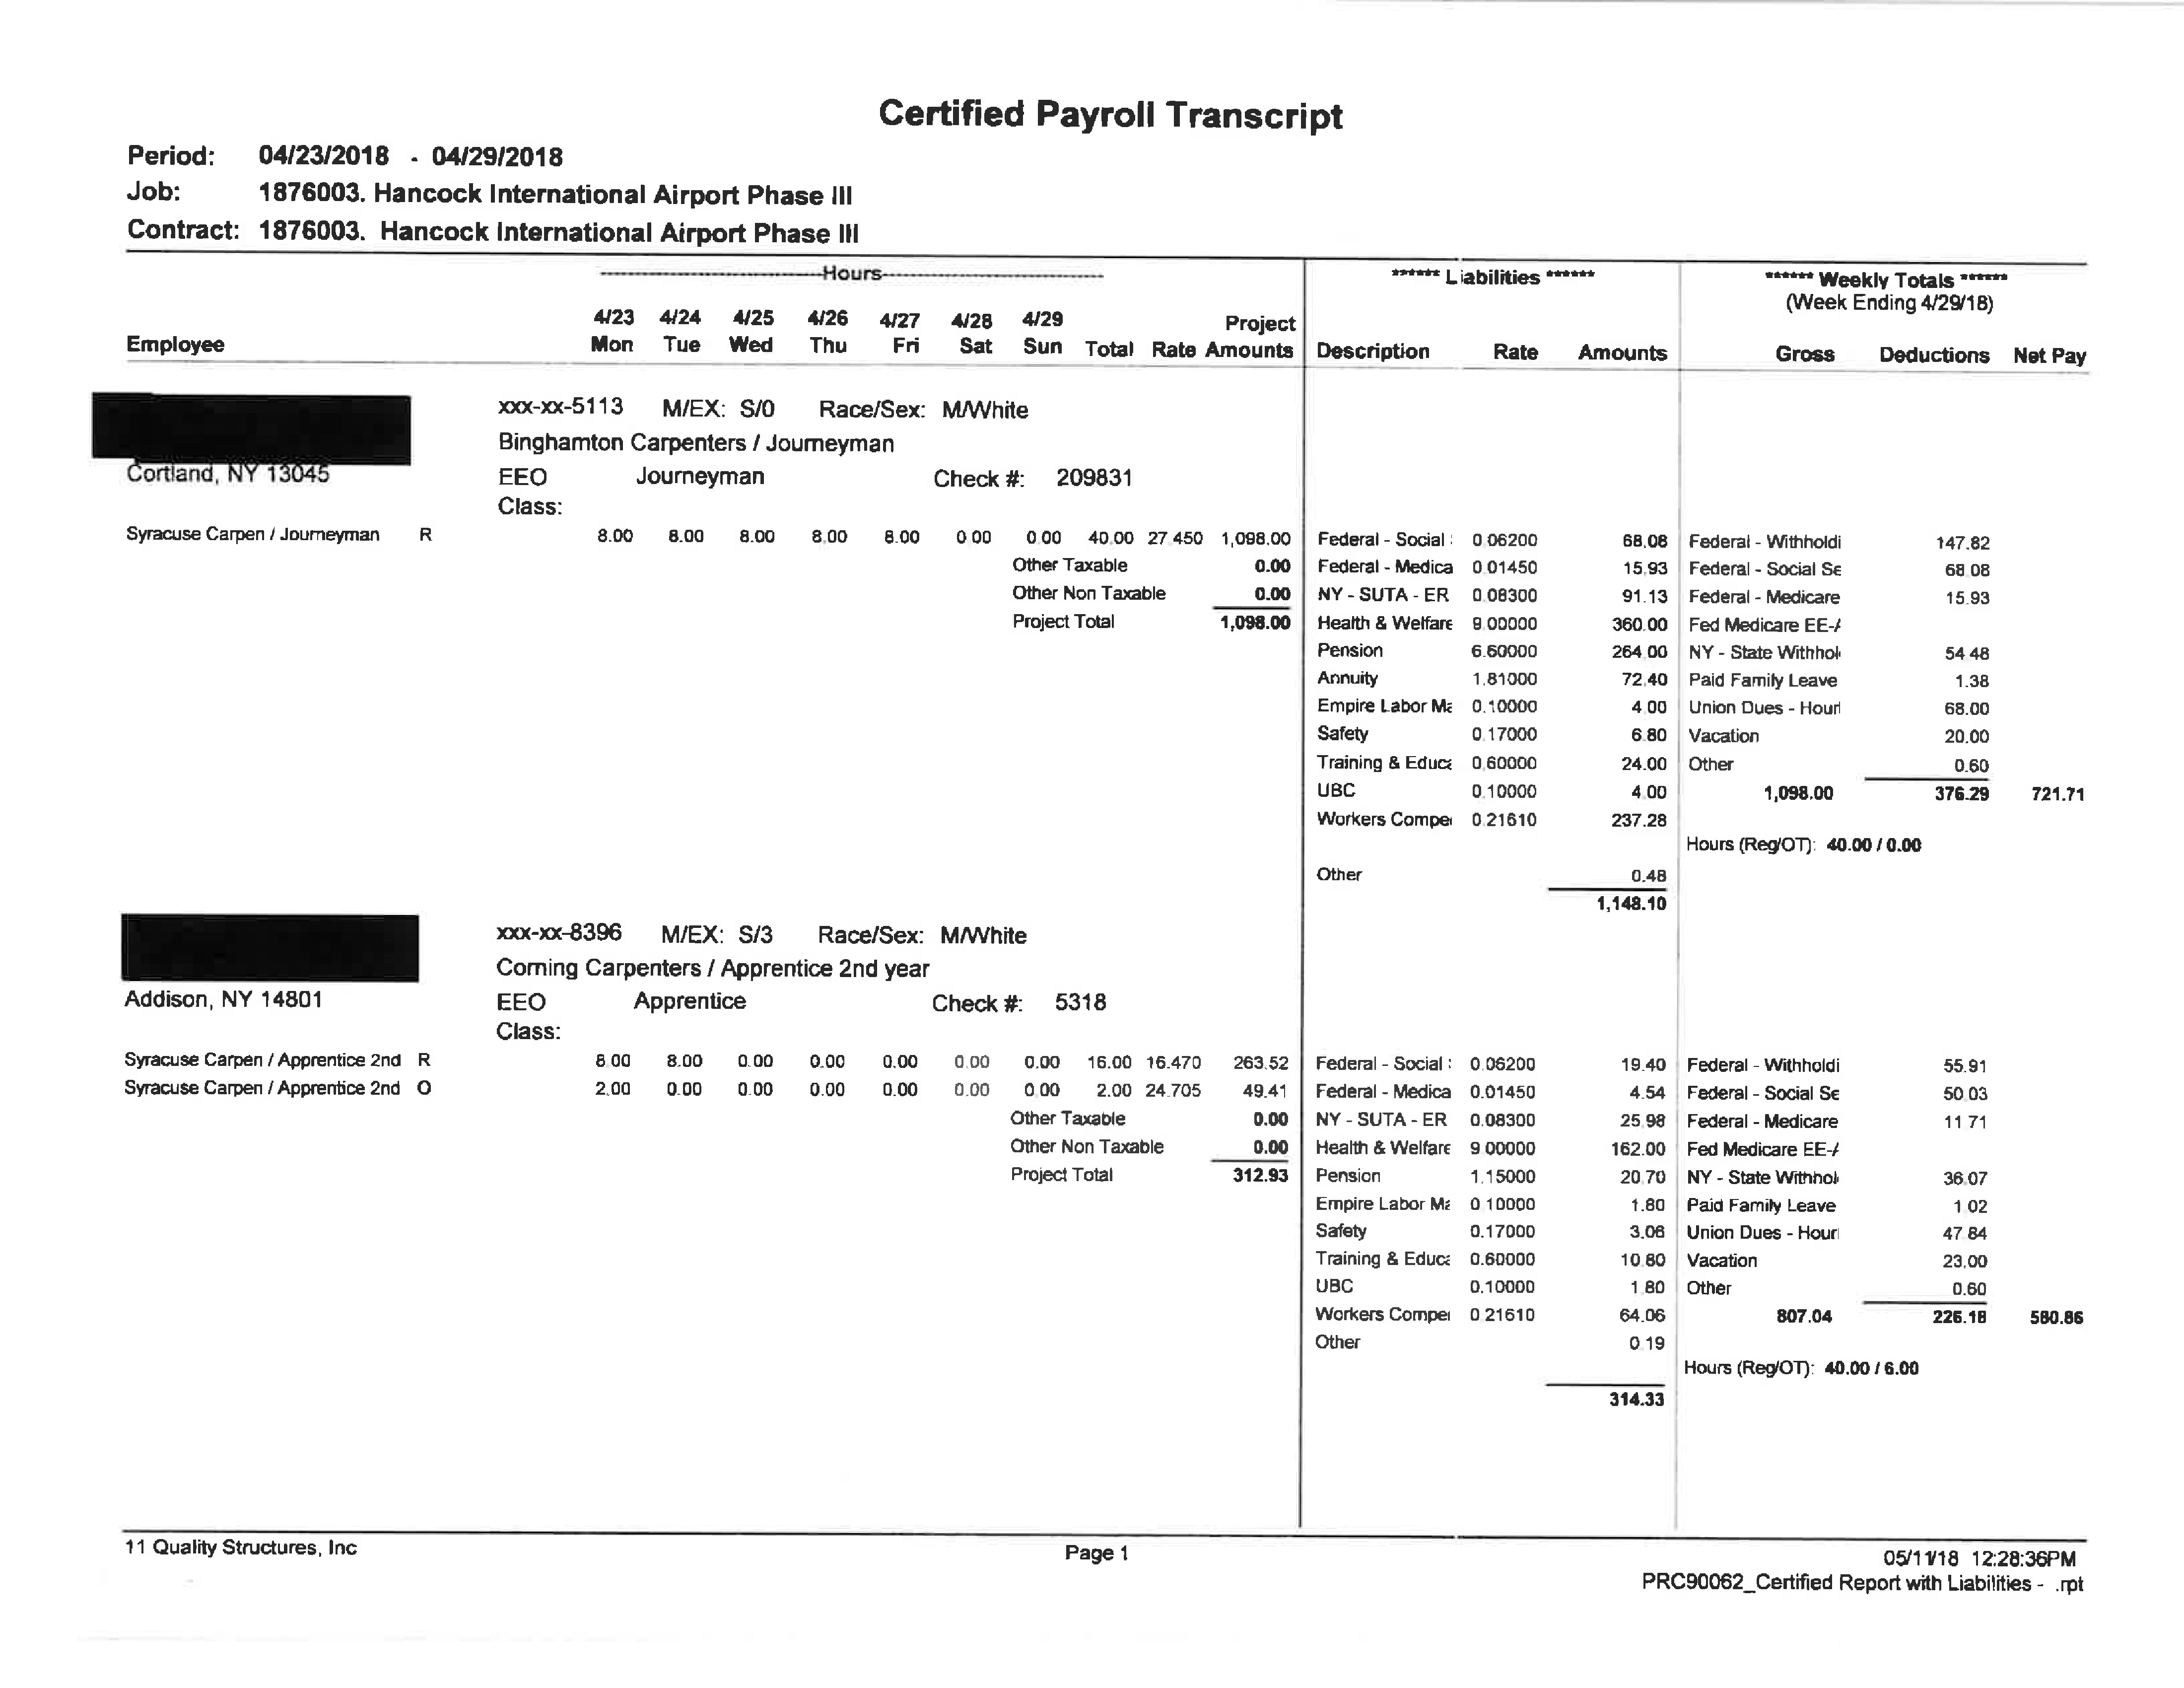 Certified Payroll Transcript
Period: 04/23/2018 - 04/29/2018
Job: 1876003. Hancock International Airport Phase III
Contract: 1876003. Hancock International Airport Phase III
------Hours------ ****** Liabilities ****** ****** Weekly Totals ******
(Week Ending 4/29/18)
4/23 4/24 4/25 4/26 4/27 4/28 4/29 Project
Employee Mon Tue Wed Thu Fri Sat Sun Total Rate Amounts Description Rate Amounts Gross Deductions Net Pay
xxx-xx-5113 M/EX: S/0 Race/Sex: M/White
Binghamton Carpenters / Journeyman
Cortland, NY 13045 EEO Journeyman Check #: 209831
Class:
Syracuse Carpen / Journeyman R 8.00 8.00 8.00 8.00 8.00 0.00 0.00 40.00 27.450 1,098.00 Federal - Social 0.06200 68.08 Federal - Withholdi 147.82
Other Taxable 0.00 Federal - Medica 0.01450 15.93 Federal - Social Se 68.08
Other Non Taxable 0.00 NY - SUTA - ER 0.08300 91.13 Federal - Medicare 15.93
Project Total 1,098.00 Health & Welfare 9.00000 360.00 Fed Medicare EE-/
Pension 6.60000 264.00 NY - State Withhol 54.48
Annuity 1.81000 72.40 Paid Family Leave 1.38
Empire Labor Ma 0.10000 4.00 Union Dues - Hourl 68.00
Safety 0.17000 6.80 Vacation 20.00
Training & Educa 0.60000 24.00 Other 0.60
UBC 0.10000 4.00 1,098.00 376.29 721.71
Workers Compe 0.21610 237.28
Hours (Reg/OT): 40.00 / 0.00
Other 0.48
1,148.10
xxx-xx-8396 M/EX: S/3 Race/Sex: M/White
Corning Carpenters / Apprentice 2nd year
Addison, NY 14801 EEO Apprentice Check #: 5318
Class:
Syracuse Carpen / Apprentice 2nd R 8.00 8.00 0.00 0.00 0.00 0.00 0.00 16.00 16.470 263.52 Federal - Social 0.06200 19.40 Federal - Withholdi 55.91
Syracuse Carpen / Apprentice 2nd O 2.00 0.00 0.00 0.00 0.00 0.00 0.00 2.00 24.705 49.41 Federal - Medica 0.01450 4.54 Federal - Social Se 50.03
Other Taxable 0.00 NY - SUTA - ER 0.08300 25.98 Federal - Medicare 11.71
Other Non Taxable 0.00 Health & Welfare 9.00000 162.00 Fed Medicare EE-/
Project Total 312.93 Pension 1.15000 20.70 NY - State Withhol 36.07
Empire Labor Ma 0.10000 1.80 Paid Family Leave 1.02
Safety 0.17000 3.06 Union Dues - Hourl 47.84
Training & Educa 0.60000 10.80 Vacation 23.00
UBC 0.10000 1.80 Other 0.60
Workers Compe 0.21610 64.06 807.04 226.18 580.86
Other 0.19
Hours (Reg/OT): 40.00 / 6.00
314.33
11 Quality Structures, Inc Page 1 05/11/18 12:28:36PM
PRC90062_Certified Report with Liabilities - .rpt